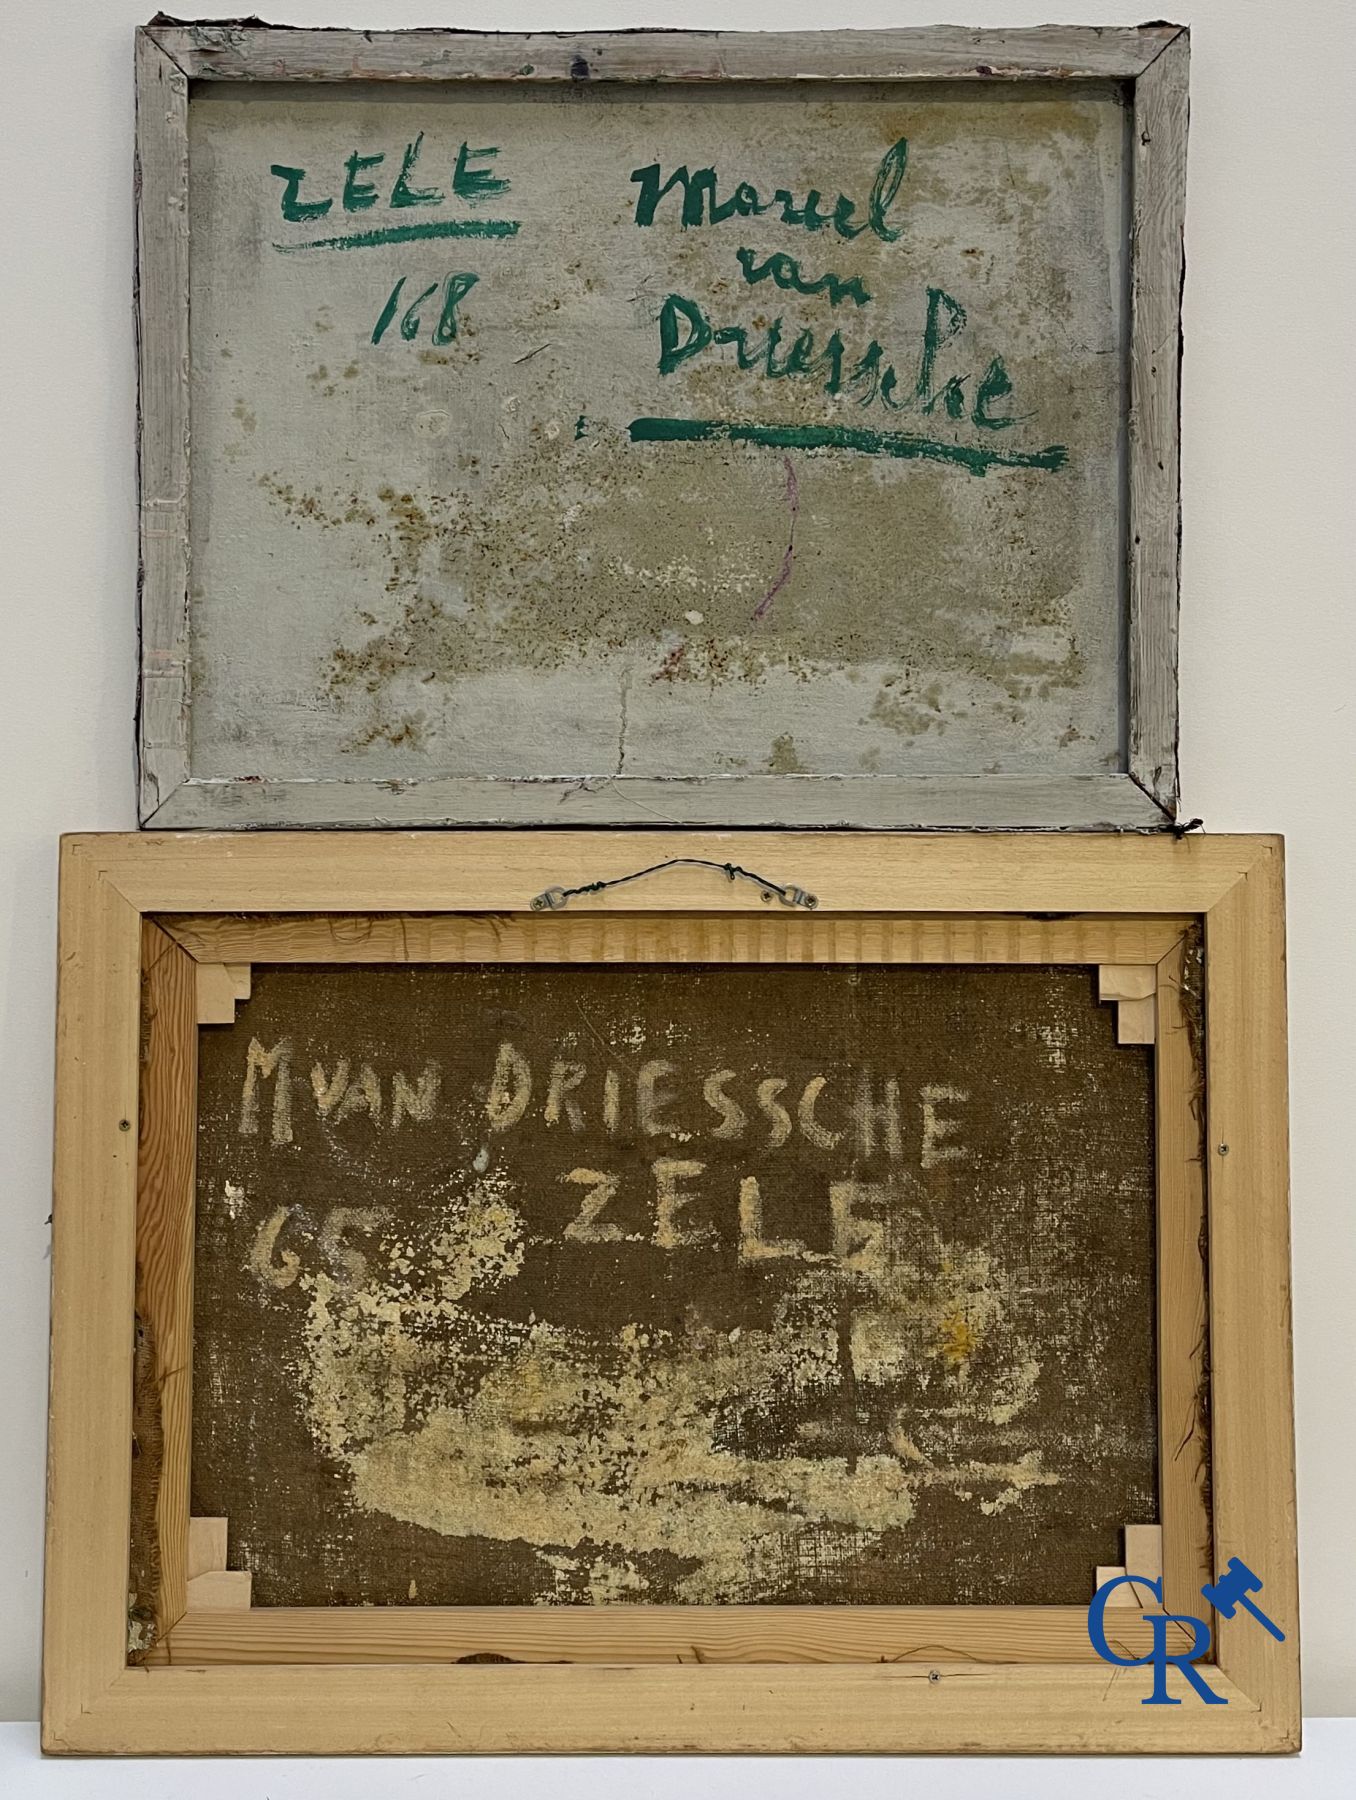 ZELE
168
Marcel
van
Driessche
M VAN DRIESSCHE
ZELE
65
CR